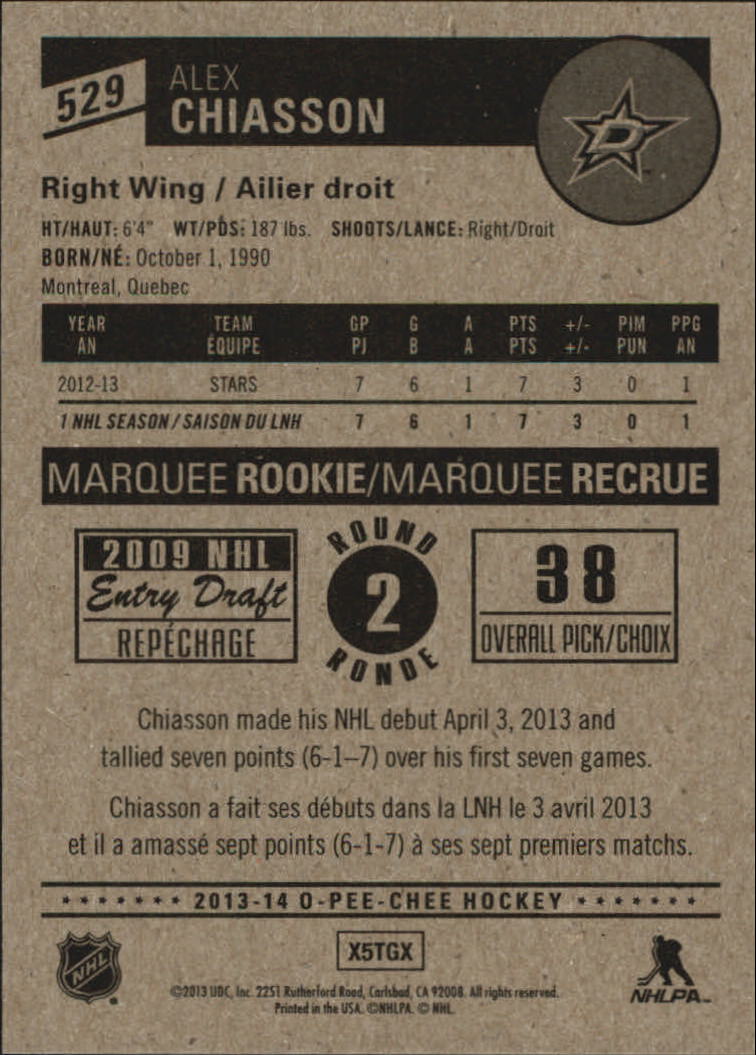 529
ALEX
CHIASSON
D
Right Wing / Ailier droit
HT/HAUT: 6'4" WT/PDS: 187 lbs. SHOOTS/LANCE: Right/Droit
BORN/NÉ: October 1, 1990
Montreal, Quebec
YEAR TEAM GP G A PTS +/- PIM PPG
AN ÉQUIPE PJ B A PTS +/- PUN AN
2012-13 STARS 7 6 1 7 3 0 1
1 NHL SEASON / SAISON DU LNH 7 6 1 7 3 0 1
MARQUEE ROOKIE/MARQUEE RECRUE
2009 NHL
Entry Draft
REPÉCHAGE
ROUND
2
RONDE
38
OVERALL PICK/CHOIX
Chiasson made his NHL debut April 3, 2013 and
tallied seven points (6-1–7) over his first seven games.
Chiasson a fait ses débuts dans la LNH le 3 avril 2013
et il a amassé sept points (6-1-7) à ses sept premiers matchs.
2013-14 O-PEE-CHEE HOCKEY
NHL
X5TGX
©2013 UDC, Inc. 2251 Rutherford Road, Carlsbad, CA 92008. All rights reserved.
Printed in the USA. ©NHLPA. © NHL.
NHLPA™